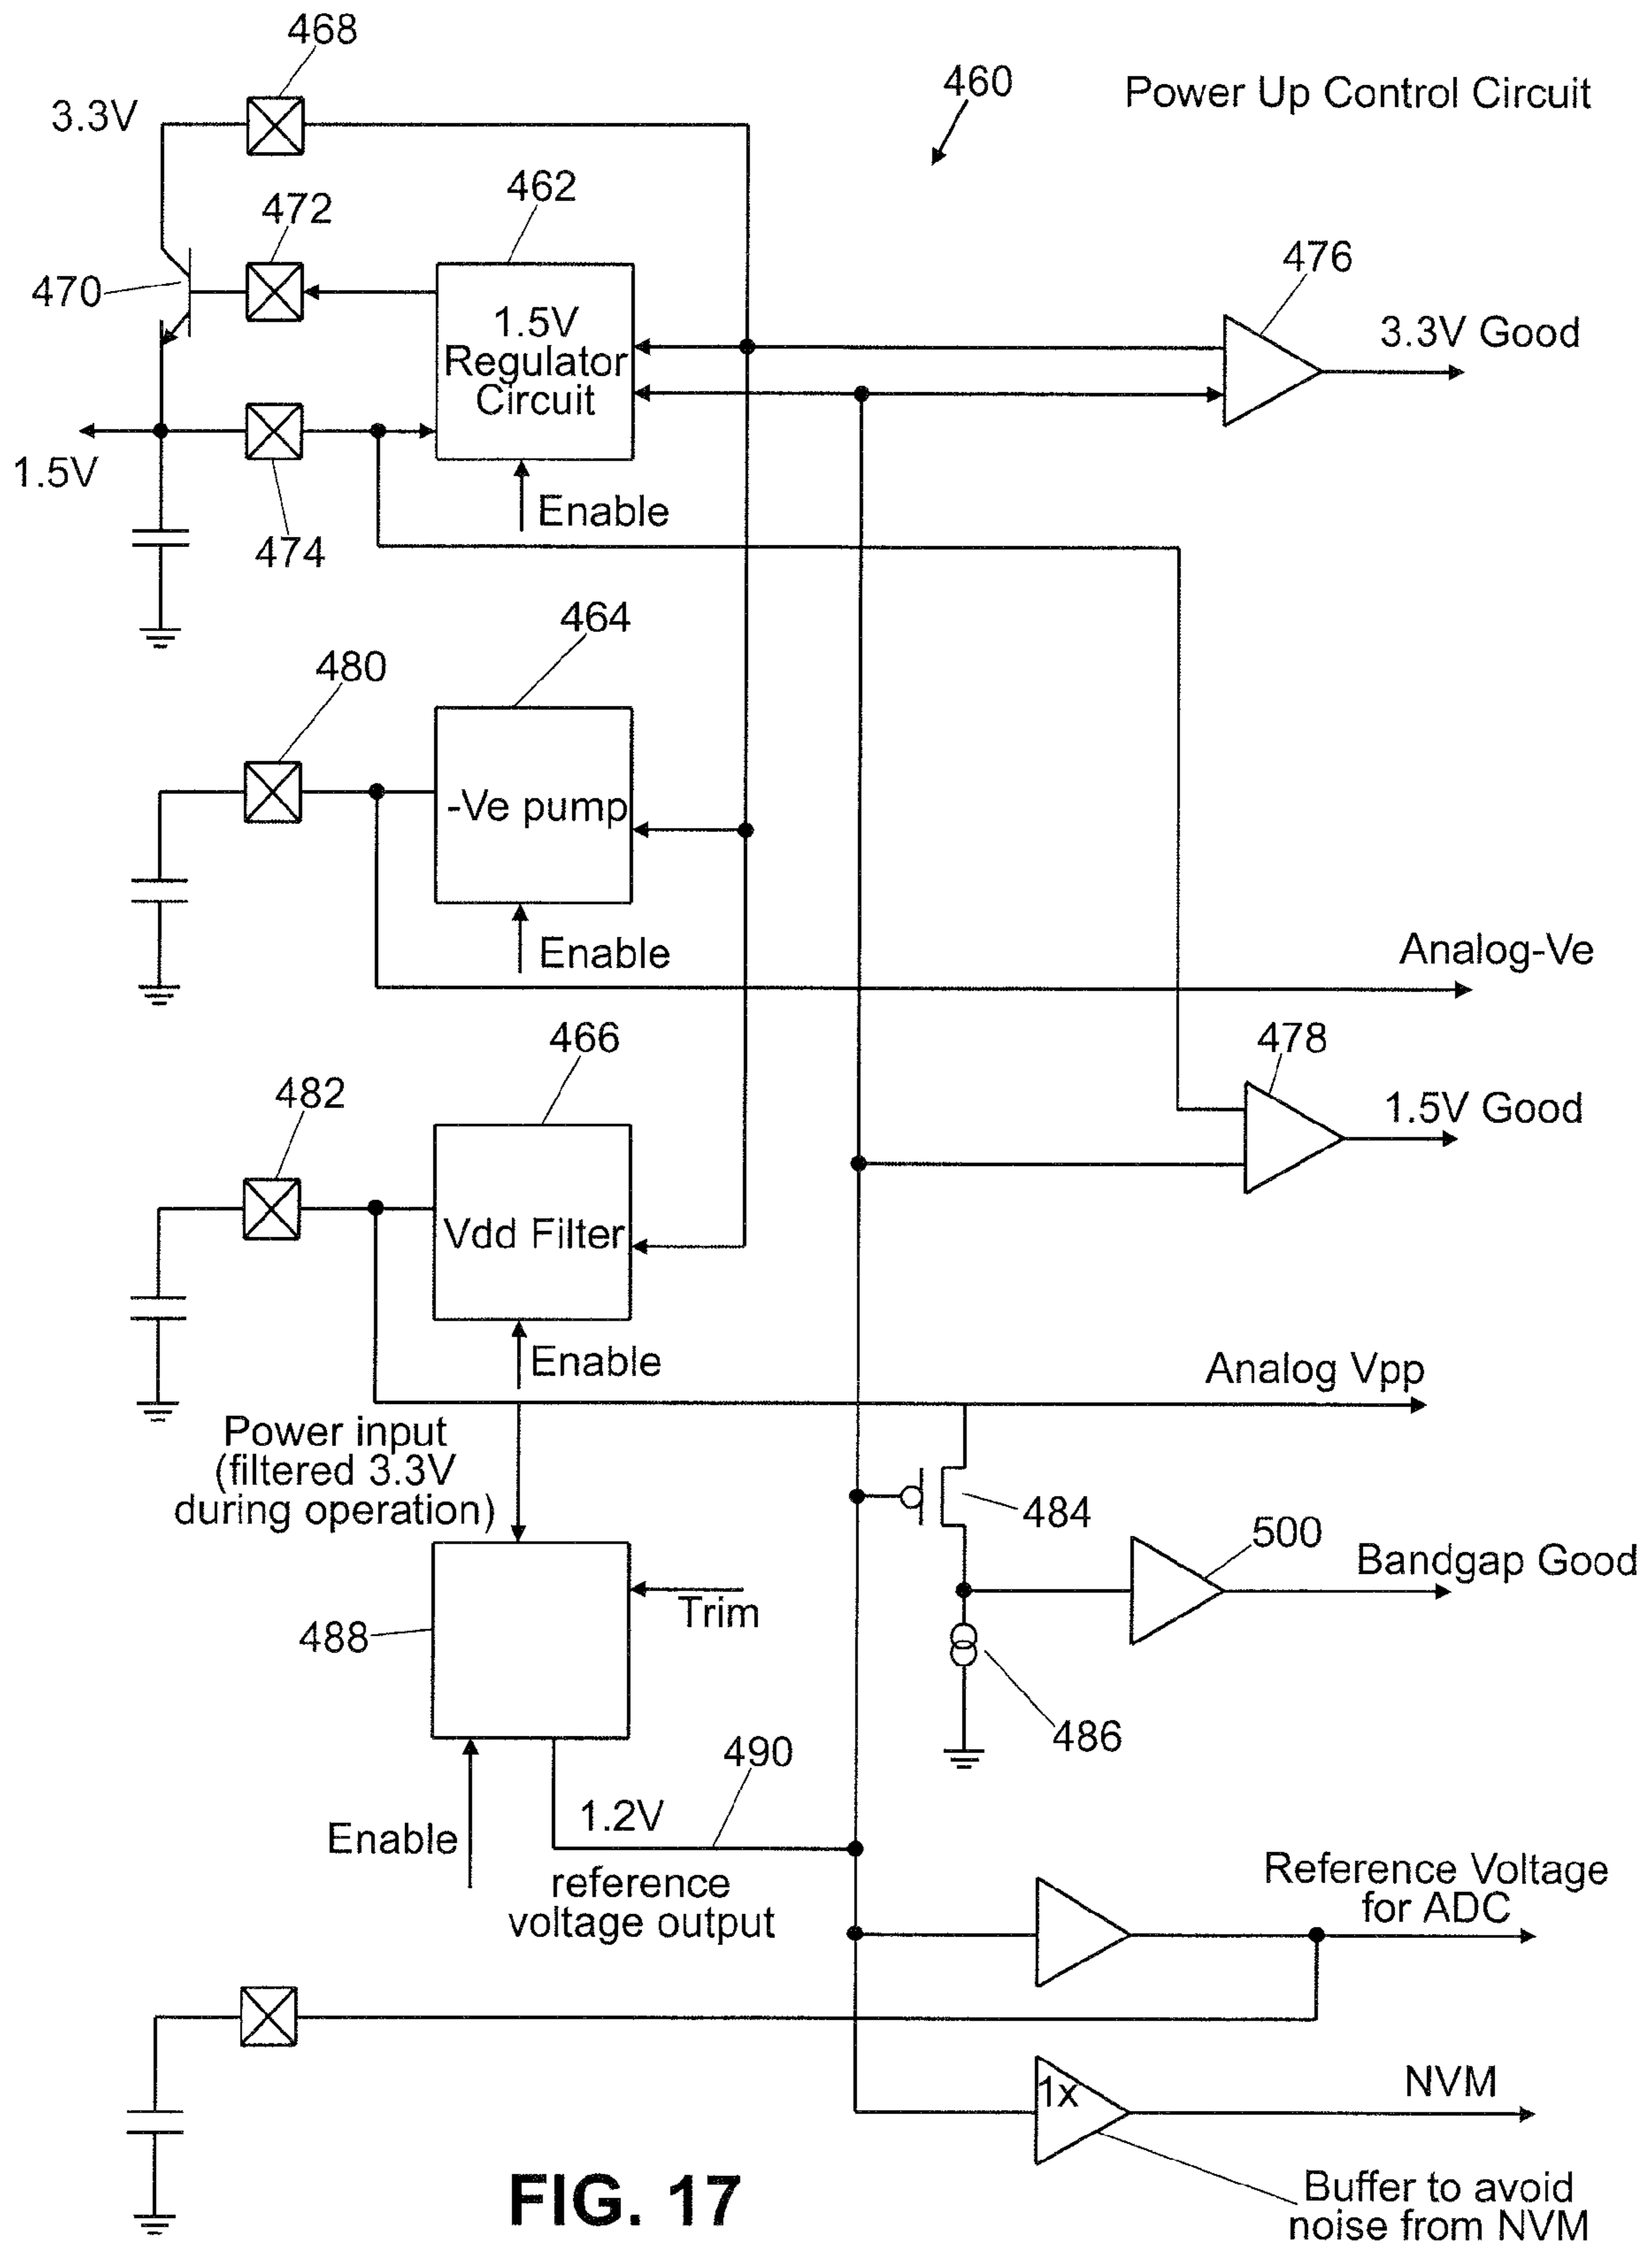 468
460
Power Up Control Circuit
3.3V
462
472
476
470
1.5V
Regulator
Circuit
3.3V Good
1.5V
Enable
474
464
480
-Ve pump
Enable
Analog-Ve
466
478
482
1.5V Good
Vdd Filter
Enable
Analog Vpp
Power input
(filtered 3.3V
during operation)
484
500
Bandgap Good
Trim
488
486
490
1.2V
Enable
reference
voltage output
Reference Voltage
for ADC
1x
NVM
Buffer to avoid
noise from NVM
FIG. 17